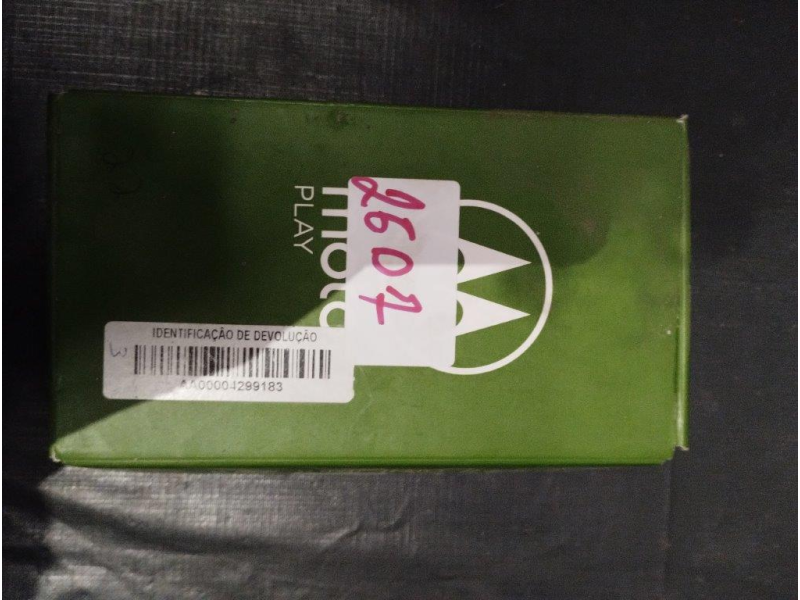 moto
PLAY
2607
IDENTIFICAÇÃO DE DEVOLUÇÃO
AA00004299183